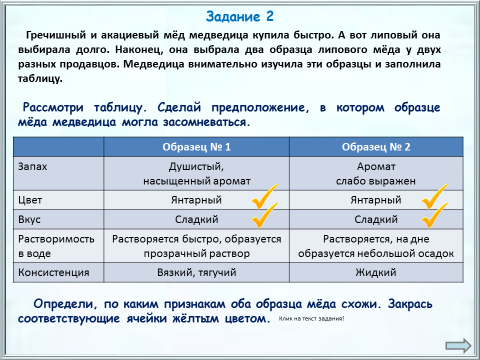 Задание 2
Гречишный и акациевый мёд медведица купила быстро. А вот липовый она
выбирала долго. Наконец, она выбрала два образца липового мёда у двух
разных продавцов. Медведица внимательно изучила эти образцы и заполнила
таблицу.
Рассмотри таблицу. Сделай предположение, в котором образце
мёда медведица могла засомневаться.
Образец № 1 Образец № 2
Запах Душистый, насыщенный аромат Аромат слабо выражен
Цвет Янтарный Янтарный
Вкус Сладкий Сладкий
Растворимость в воде Растворяется быстро, образуется прозрачный раствор Растворяется, на дне образуется небольшой осадок
Консистенция Вязкий, тягучий Жидкий
Определи, по каким признакам оба образца мёда схожи. Закрась
соответствующие ячейки жёлтым цветом. Клик на текст задания!